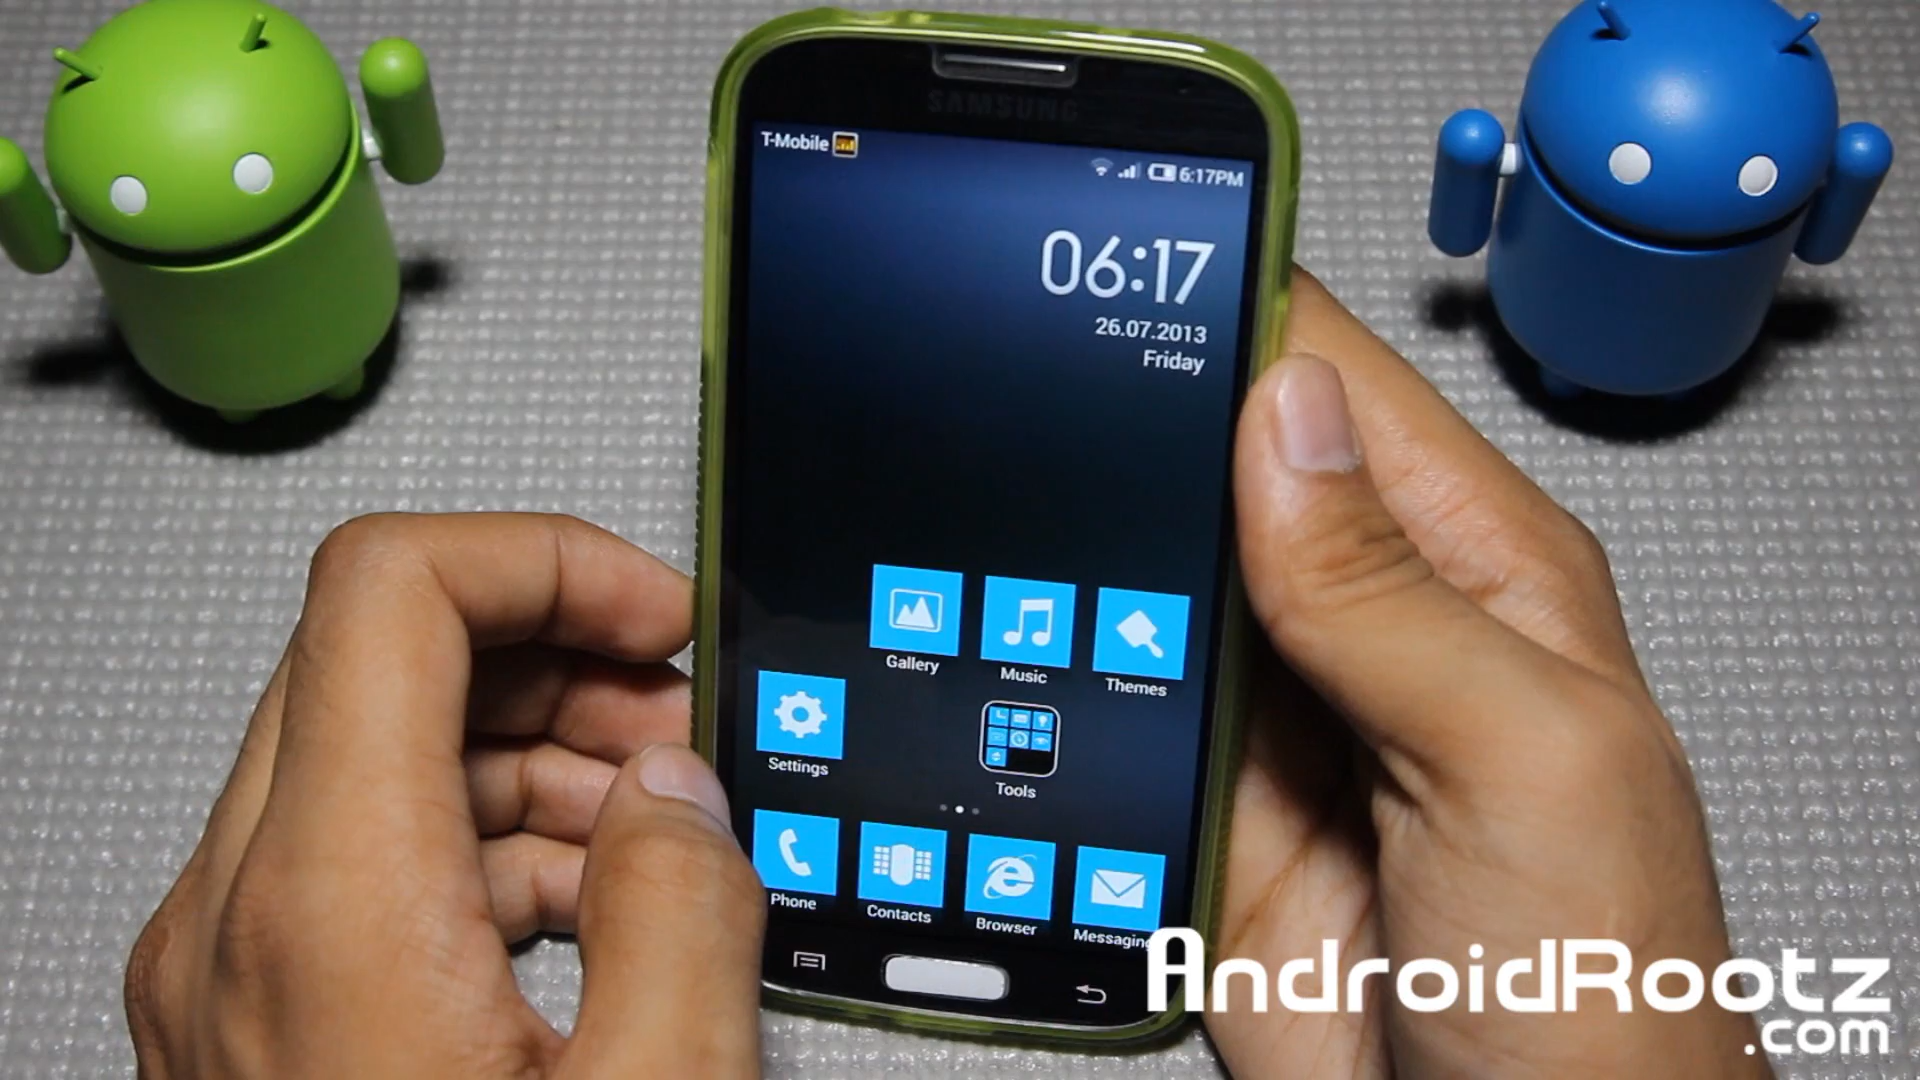 SAMSUNG
T-Mobile
6:17PM
06:17
26.07.2013
Friday
Gallery
Music
Themes
Settings
Tools
Phone
Contacts
Browser
Messaging
AndroidRootz
.com